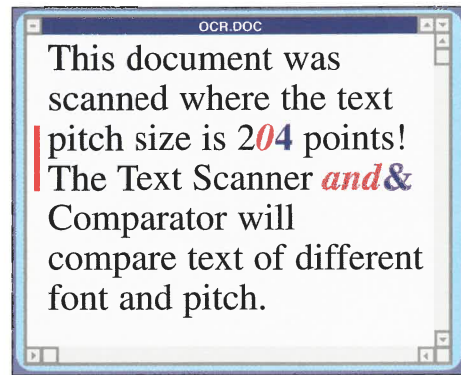 OCR.DOC
This document was
scanned where the text
pitch size is 204 points!
The Text Scanner and&
Comparator will
compare text of different
font and pitch.